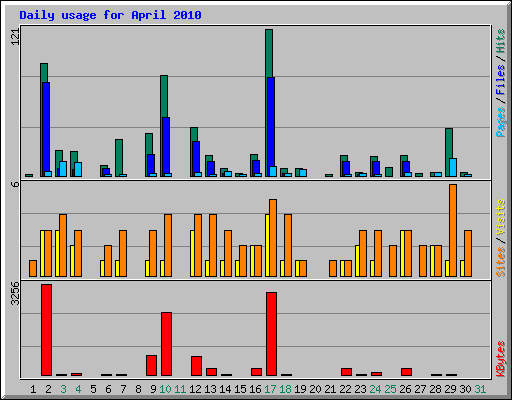 Daily usage for April 2010
121
Pages / Files / Hits
6
Sites / Visits
3256
KBytes
1 2 3 4 5 6 7 8 9 10 11 12 13 14 15 16 17 18 19 20 21 22 23 24 25 26 27 28 29 30 31